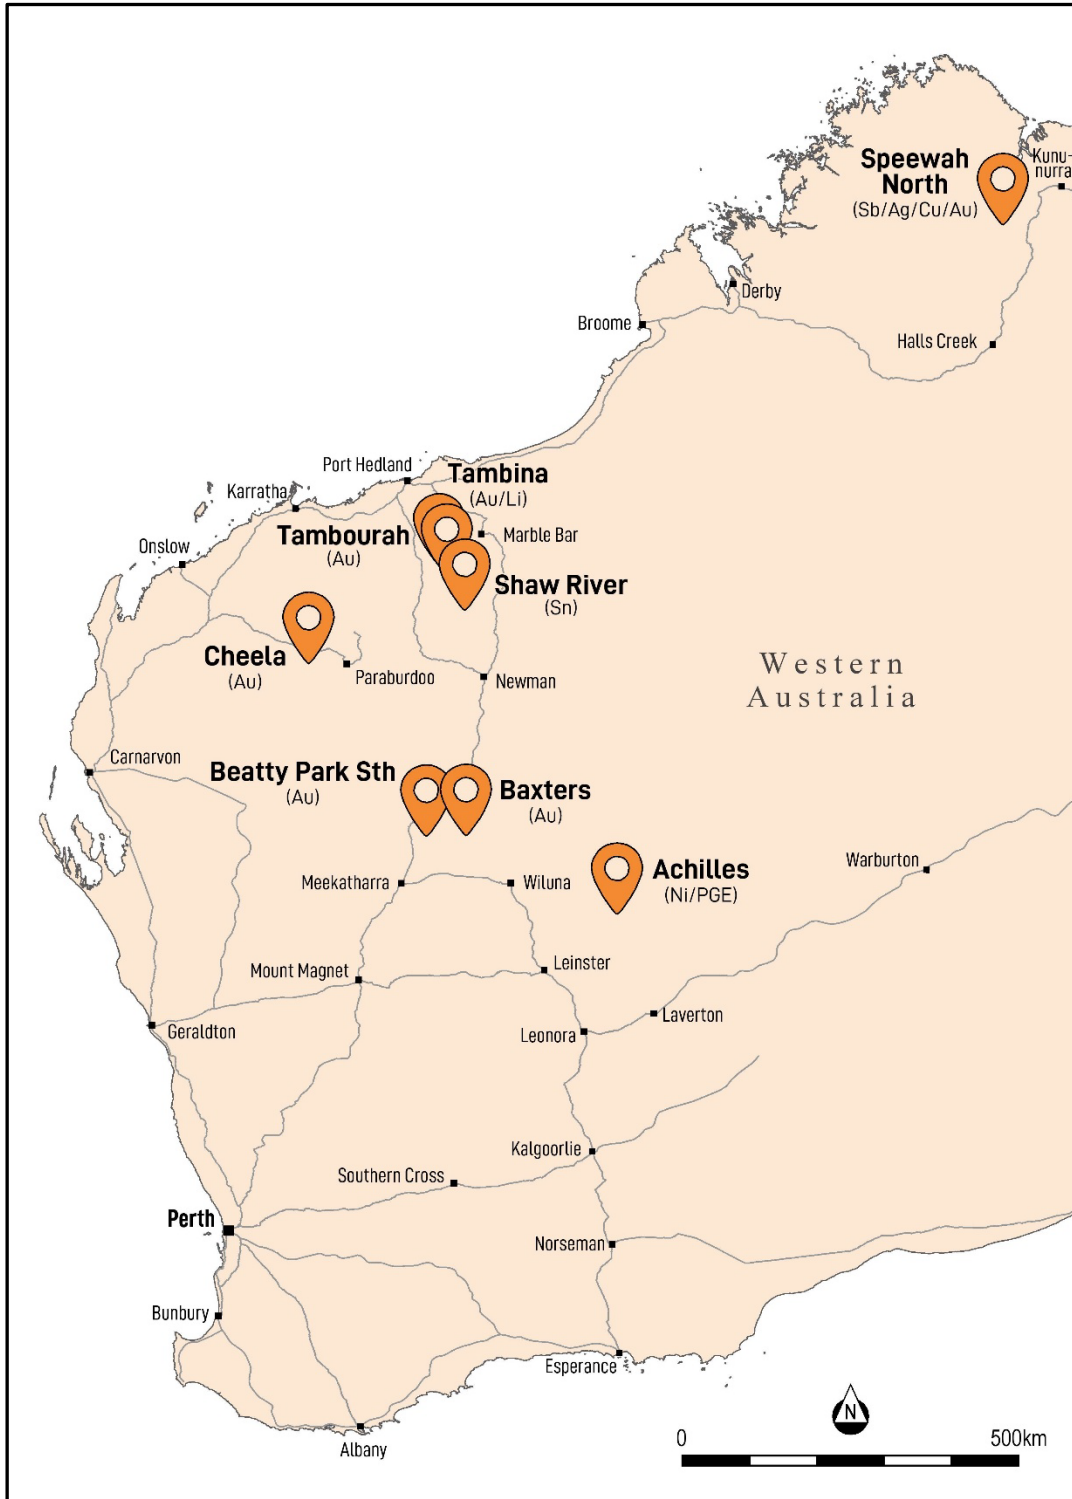 Speewah
North
(Sb/Ag/Cu/Au)
Kunu-
nurra
Derby
Broome
Halls Creek
Port Hedland
Tambina
(Au/Li)
Karratha
Tambourah
(Au)
Marble Bar
Onslow
Shaw River
(Sn)
Cheela
(Au)
Paraburdoo
Newman
Western
Australia
Carnarvon
Beatty Park Sth
(Au)
Baxters
(Au)
Achilles
(Ni/PGE)
Warburton
Meekatharra
Wiluna
Mount Magnet
Leinster
Geraldton
Leonora
Laverton
Kalgoorlie
Southern Cross
Perth
Norseman
Bunbury
Esperance
Albany
N
0
500km